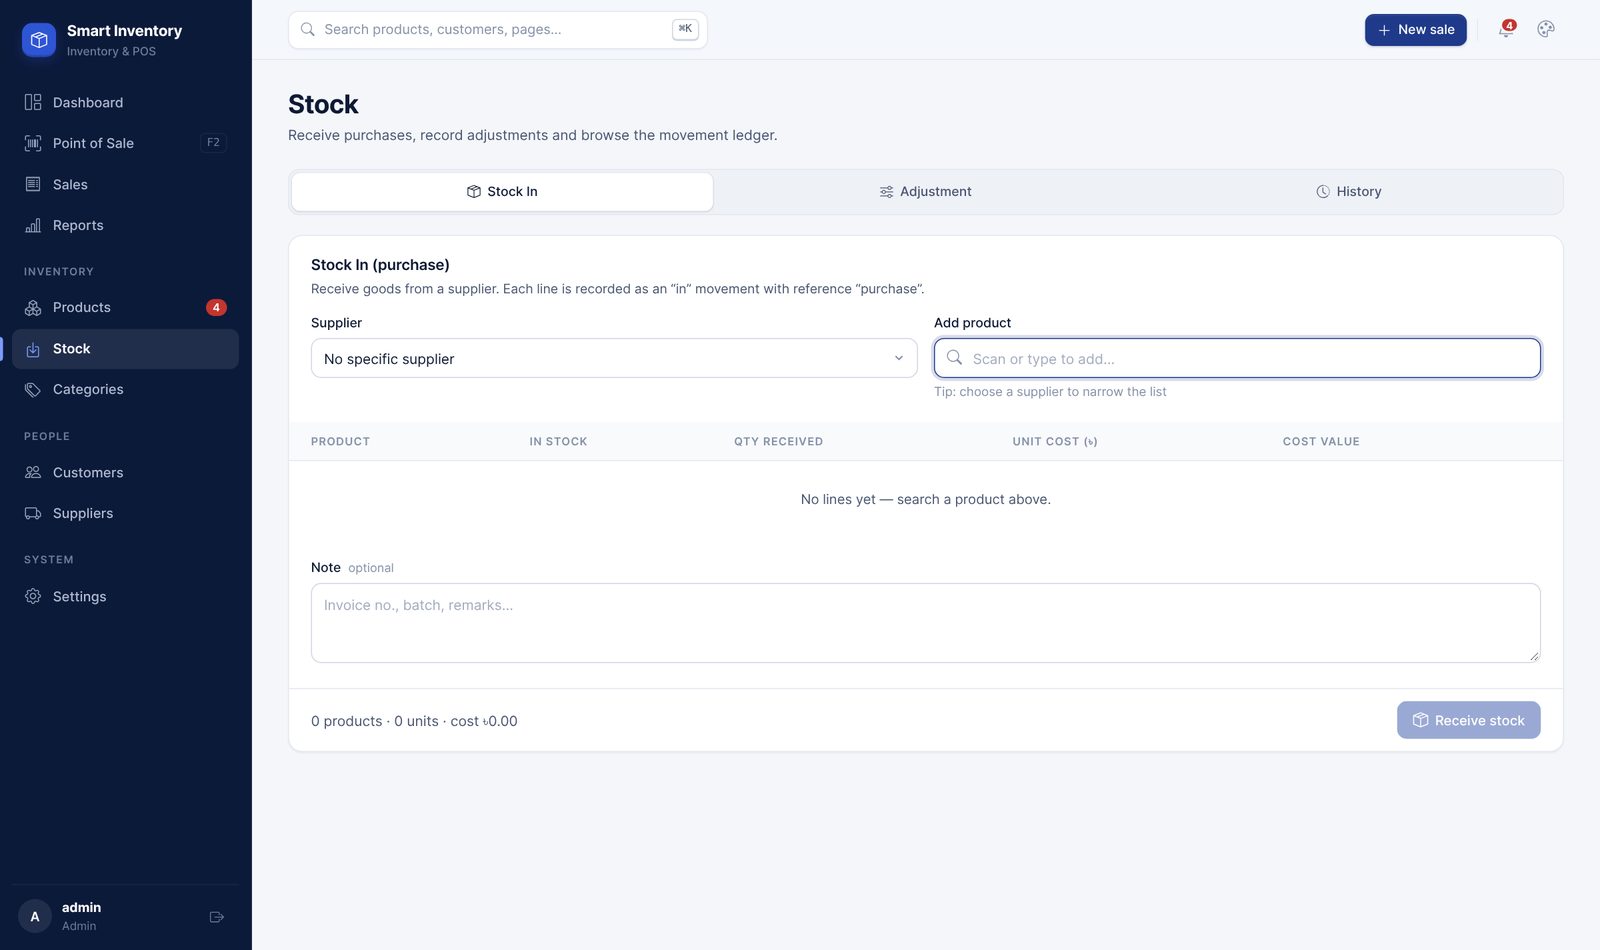 Smart Inventory
Inventory & POS
Search products, customers, pages...
⌘K
New sale
4
Dashboard
Point of Sale
F2
Sales
Reports
INVENTORY
Products
4
Stock
Categories
PEOPLE
Customers
Suppliers
SYSTEM
Settings
A
admin
Admin
Stock
Receive purchases, record adjustments and browse the movement ledger.
Stock In
Adjustment
History
Stock In (purchase)
Receive goods from a supplier. Each line is recorded as an “in” movement with reference “purchase”.
Supplier
Add product
No specific supplier
Scan or type to add...
Tip: choose a supplier to narrow the list
PRODUCT IN STOCK QTY RECEIVED UNIT COST (৳) COST VALUE
No lines yet — search a product above.
Note optional
Invoice no., batch, remarks...
0 products · 0 units · cost ৳0.00
Receive stock